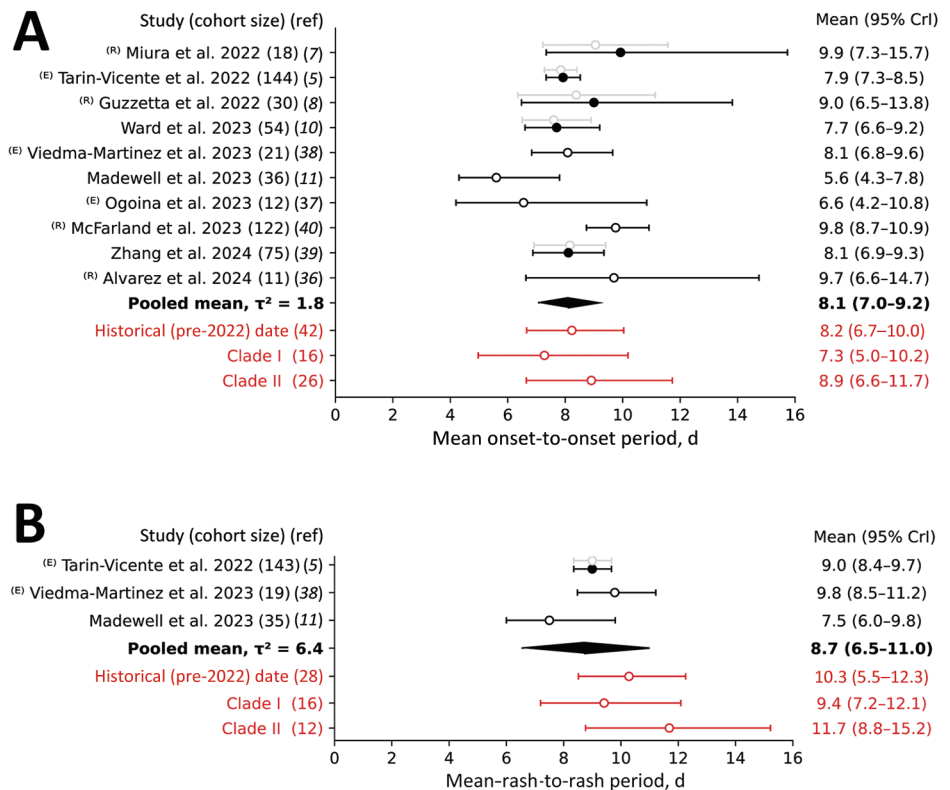 A
Study (cohort size) (ref) Mean (95% CrI)
(R) Miura et al. 2022 (18) (7) 9.9 (7.3–15.7)
(E) Tarin-Vicente et al. 2022 (144) (5) 7.9 (7.3–8.5)
(R) Guzzetta et al. 2022 (30) (8) 9.0 (6.5–13.8)
Ward et al. 2023 (54) (10) 7.7 (6.6–9.2)
(E) Viedma-Martinez et al. 2023 (21) (38) 8.1 (6.8–9.6)
Madewell et al. 2023 (36) (11) 5.6 (4.3–7.8)
(E) Ogoina et al. 2023 (12) (37) 6.6 (4.2–10.8)
(R) McFarland et al. 2023 (122) (40) 9.8 (8.7–10.9)
Zhang et al. 2024 (75) (39) 8.1 (6.9–9.3)
(R) Alvarez et al. 2024 (11) (36) 9.7 (6.6–14.7)
Pooled mean, τ² = 1.8 8.1 (7.0–9.2)
Historical (pre-2022) date (42) 8.2 (6.7–10.0)
Clade I (16) 7.3 (5.0–10.2)
Clade II (26) 8.9 (6.6–11.7)
0 2 4 6 8 10 12 14 16
Mean onset-to-onset period, d
B
Study (cohort size) (ref) Mean (95% CrI)
(E) Tarin-Vicente et al. 2022 (143) (5) 9.0 (8.4–9.7)
(E) Viedma-Martinez et al. 2023 (19) (38) 9.8 (8.5–11.2)
Madewell et al. 2023 (35) (11) 7.5 (6.0–9.8)
Pooled mean, τ² = 6.4 8.7 (6.5–11.0)
Historical (pre-2022) date (28) 10.3 (5.5–12.3)
Clade I (16) 9.4 (7.2–12.1)
Clade II (12) 11.7 (8.8–15.2)
0 2 4 6 8 10 12 14 16
Mean-rash-to-rash period, d